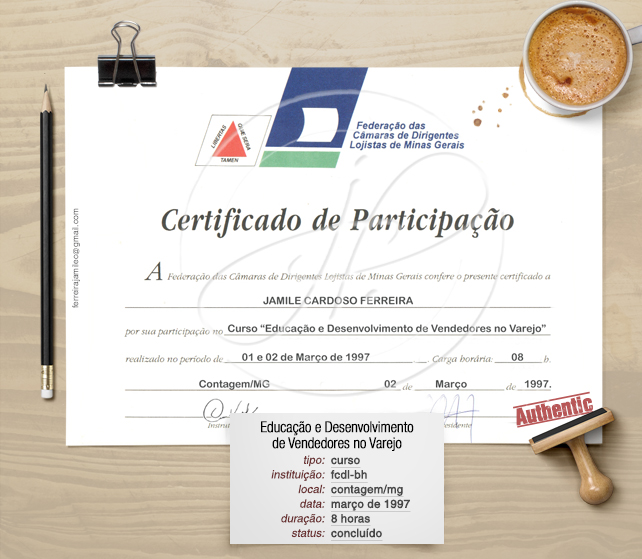 LIBERTAS
QUE SERA
TAMEN
Federação das
Câmaras de Dirigentes
Lojistas de Minas Gerais
Certificado de Participação
A Federação das Câmaras de Dirigentes Lojistas de Minas Gerais confere o presente certificado a
JAMILE CARDOSO FERREIRA
por sua participação no Curso “Educação e Desenvolvimento de Vendedores no Varejo”
realizado no período de 01 e 02 de Março de 1997 . Carga horária: 08 h.
Contagem/MG 02 de Março de 1997.
ferreirajamileo@gmail.com
Authentic
Educação e Desenvolvimento
de Vendedores no Varejo
tipo: curso
instituição: fcdl-bh
local: contagem/mg
data: março de 1997
duração: 8 horas
status: concluído